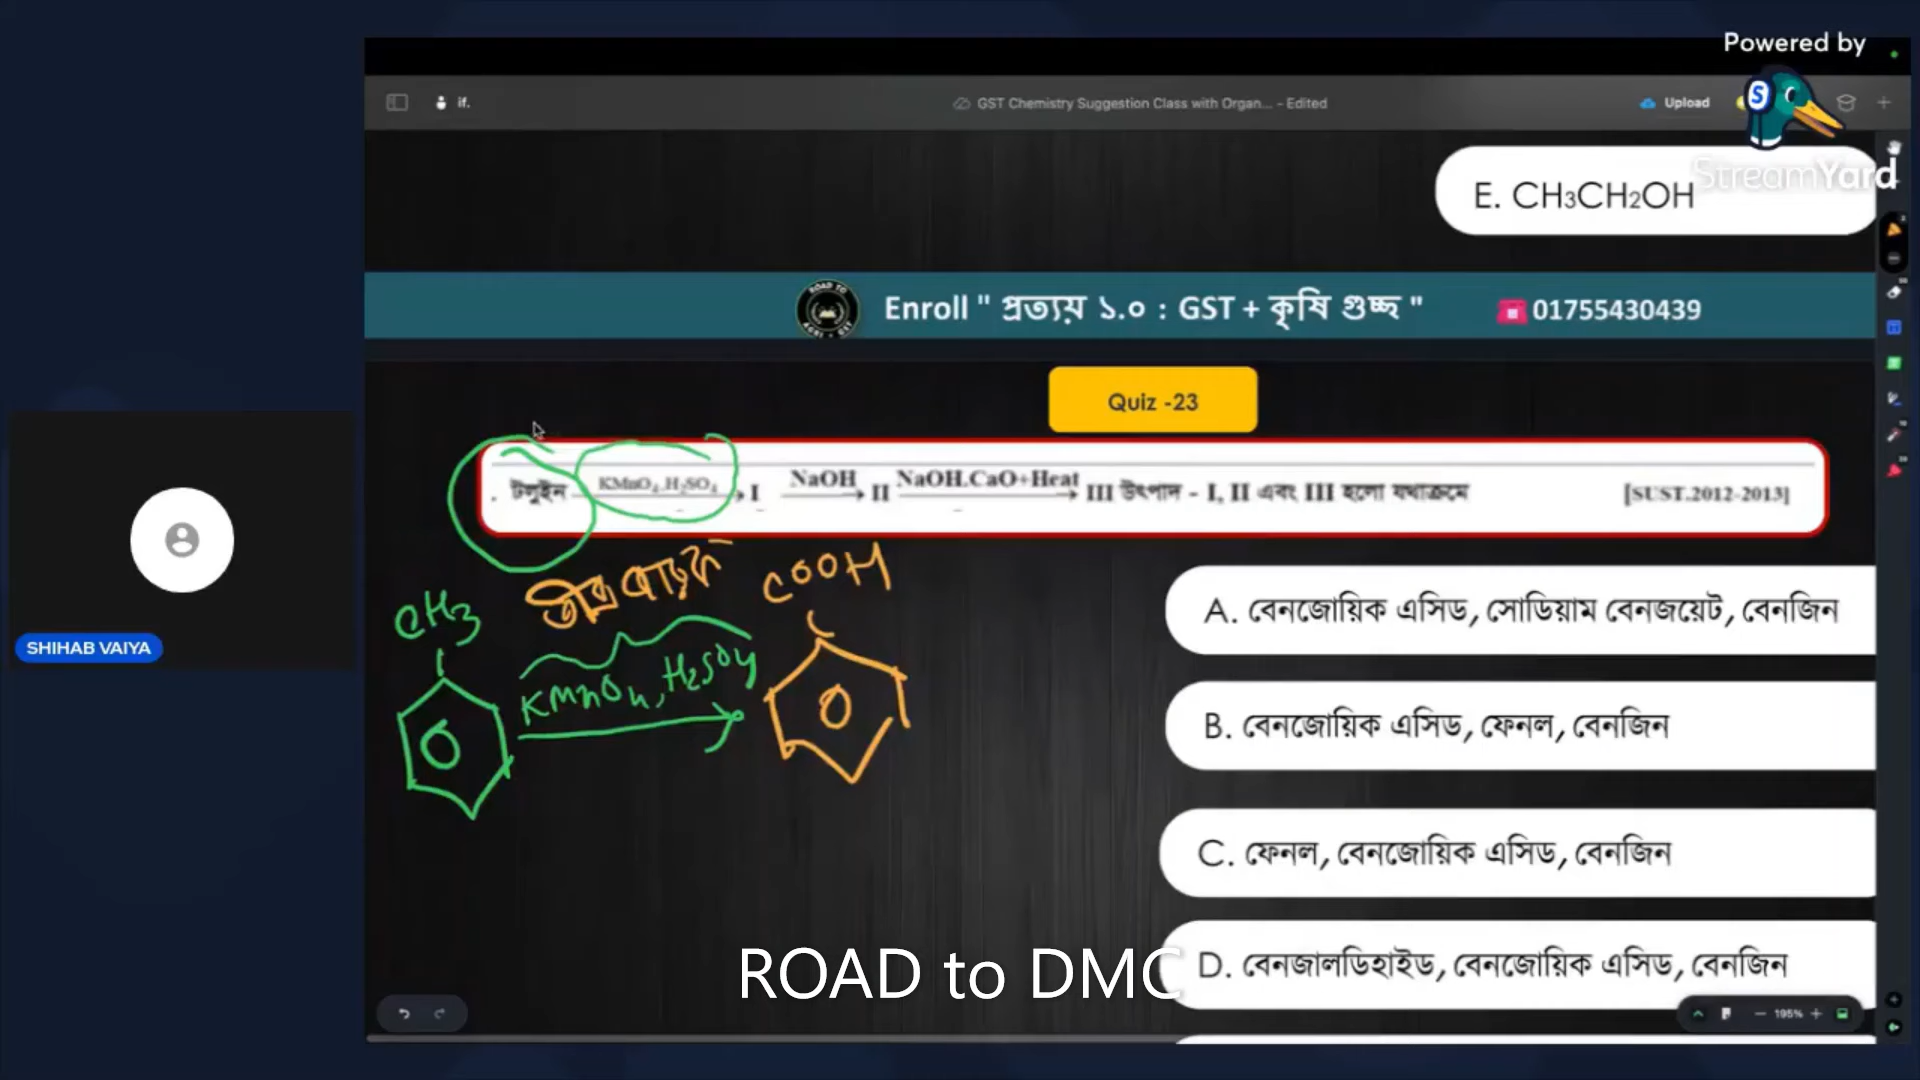 Powered by
if.
GST Chemistry Suggestion Class with Organ... - Edited
Upload
StreamYard
E. CH₃CH₂OH
Enroll " প্রত্যয় ১.০ : GST + কৃষি গুচ্ছ " 01755430439
Quiz -23
. টলুইন KMnO₄.H₂SO₄ I NaOH II NaOH.CaO+Heat III উৎপাদ - I, II এবং III হলো যথাক্রমে [SUST.2012-2013]
তীব্র জারক
COOH
CH3
KMnO4, H2SO4
A. বেনজোয়িক এসিড, সোডিয়াম বেনজয়েট, বেনজিন
B. বেনজোয়িক এসিড, ফেনল, বেনজিন
C. ফেনল, বেনজোয়িক এসিড, বেনজিন
D. বেনজালডিহাইড, বেনজোয়িক এসিড, বেনজিন
SHIHAB VAIYA
ROAD to DMC
195%